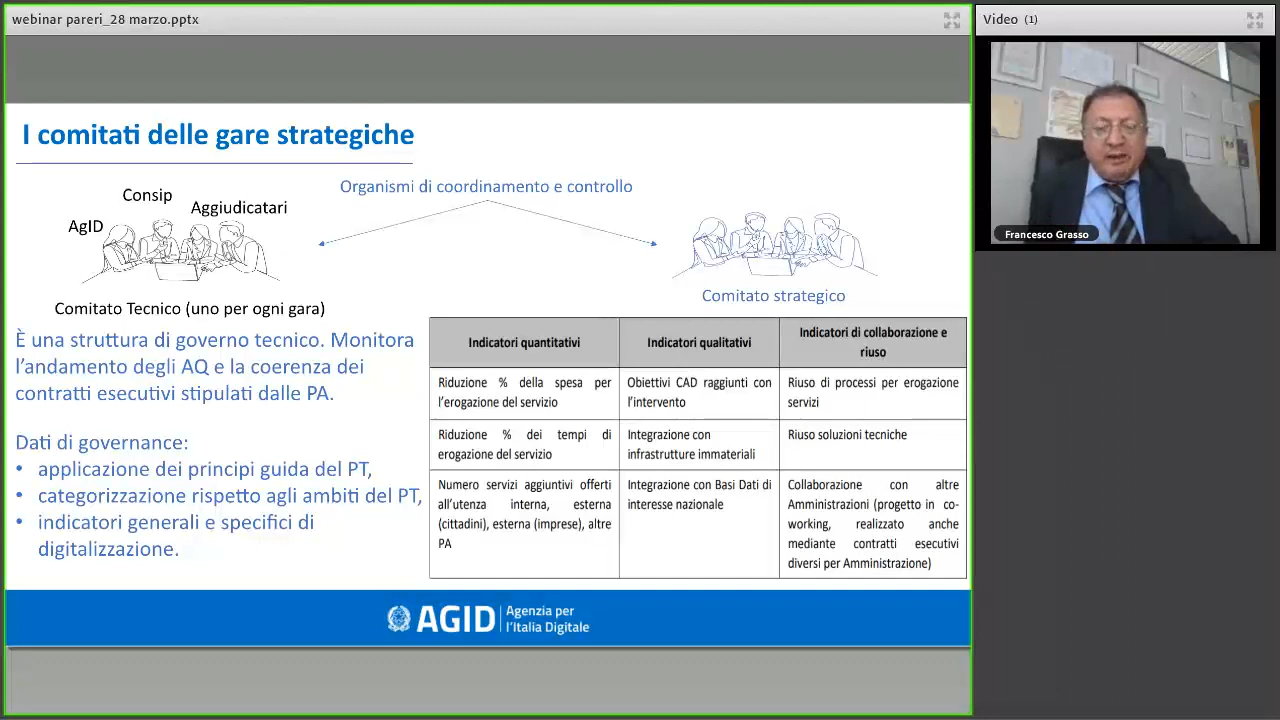 webinar pareri_28 marzo.pptx
Video (1)
Francesco Grasso
I comitati delle gare strategiche
Organismi di coordinamento e controllo
Consip
Aggiudicatari
AgID
Comitato Tecnico (uno per ogni gara)
Comitato strategico
È una struttura di governo tecnico. Monitora
l'andamento degli AQ e la coerenza dei
contratti esecutivi stipulati dalle PA.
Dati di governance:
• applicazione dei principi guida del PT,
• categorizzazione rispetto agli ambiti del PT,
• indicatori generali e specifici di
digitalizzazione.
Indicatori quantitativi
Indicatori qualitativi
Indicatori di collaborazione e
riuso
Riduzione % della spesa per
l'erogazione del servizio
Obiettivi CAD raggiunti con
l'intervento
Riuso di processi per erogazione
servizi
Riduzione % dei tempi di
erogazione del servizio
Integrazione con
infrastrutture immateriali
Riuso soluzioni tecniche
Numero servizi aggiuntivi offerti
all'utenza interna, esterna
(cittadini), esterna (imprese), altre
PA
Integrazione con Basi Dati di
interesse nazionale
Collaborazione con altre
Amministrazioni (progetto in co-
working, realizzato anche
mediante contratti esecutivi
diversi per Amministrazione)
AGID
Agenzia per
l'Italia Digitale